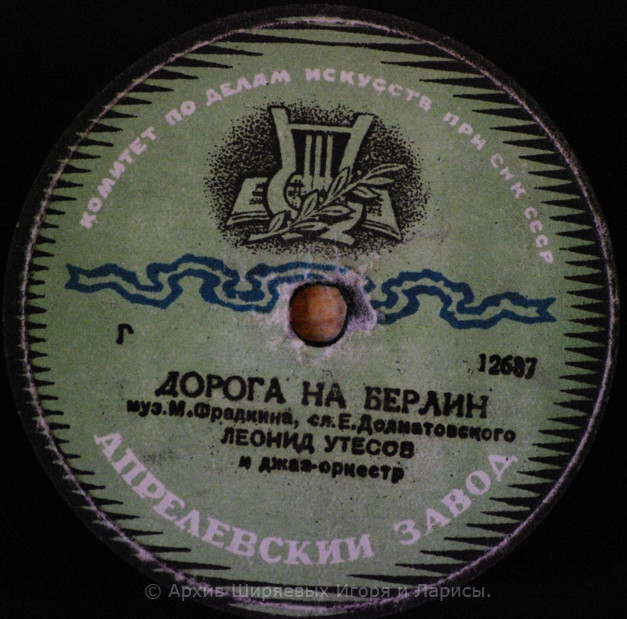 КОМИТЕТ ПО ДЕЛАМ ИСКУССТВ ПРИ СНК СССР
Г
12687
ДОРОГА НА БЕРЛИН
муз. М. Фрадкина, сл. Е. Долматовского
ЛЕОНИД УТЕСОВ
и джаз-оркестр
АПРЕЛЕВСКИЙ ЗАВОД
© Архив Ширяевых Игоря и Ларисы.